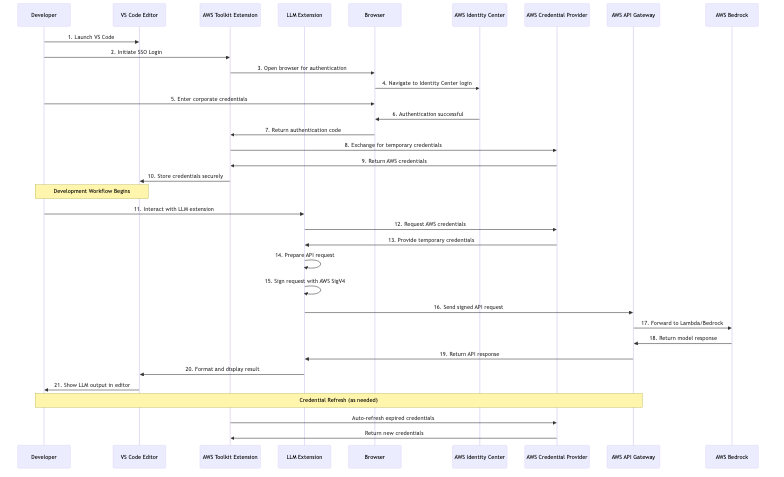 Developer
VS Code Editor
AWS Toolkit Extension
LLM Extension
Browser
AWS Identity Center
AWS Credential Provider
AWS API Gateway
AWS Bedrock
1. Launch VS Code
2. Initiate SSO Login
3. Open browser for authentication
4. Navigate to Identity Center login
5. Enter corporate credentials
6. Authentication successful
7. Return authentication code
8. Exchange for temporary credentials
9. Return AWS credentials
10. Store credentials securely
Development Workflow Begins
11. Interact with LLM extension
12. Request AWS credentials
13. Provide temporary credentials
14. Prepare API request
15. Sign request with AWS SigV4
16. Send signed API request
17. Forward to Lambda/Bedrock
18. Return model response
19. Return API response
20. Format and display result
21. Show LLM output in editor
Credential Refresh (as needed)
Auto-refresh expired credentials
Return new credentials
Developer
VS Code Editor
AWS Toolkit Extension
LLM Extension
Browser
AWS Identity Center
AWS Credential Provider
AWS API Gateway
AWS Bedrock